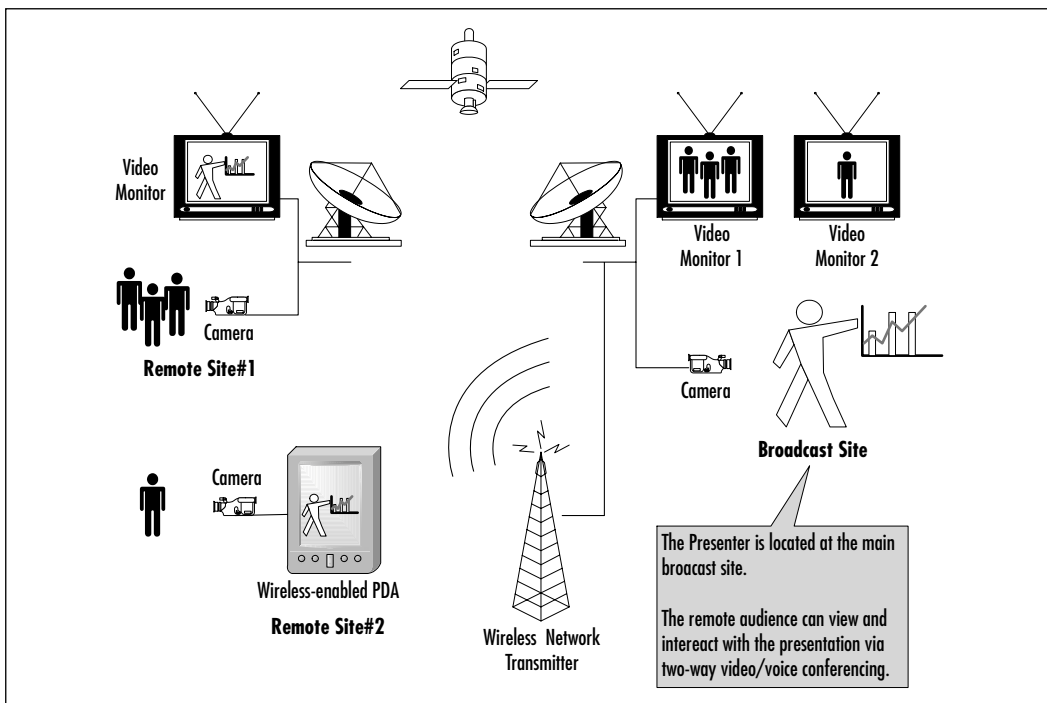 Video
Monitor
Camera
Remote Site#1
Video
Monitor 1
Video
Monitor 2
Camera
Broadcast Site
Camera
Wireless-enabled PDA
Remote Site#2
Wireless Network
Transmitter
The Presenter is located at the main
broacast site.
The remote audience can view and
intereact with the presentation via
two-way video/voice conferencing.